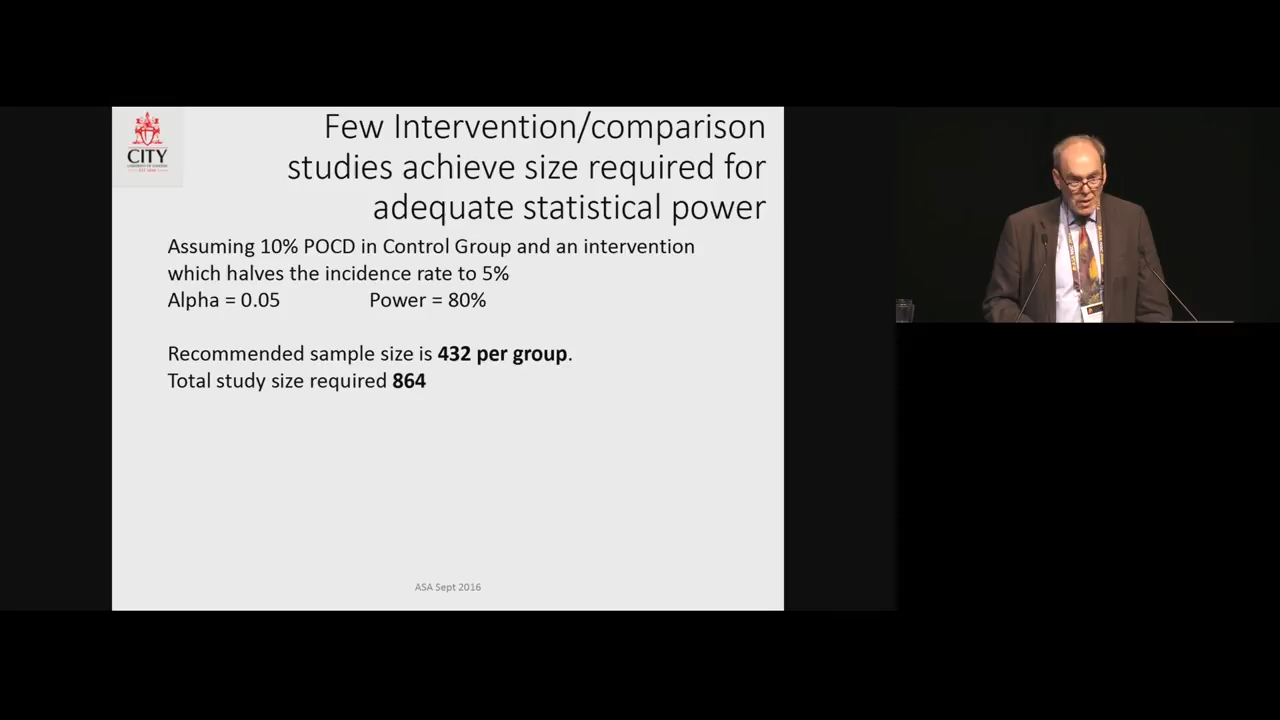 CITY
Few Intervention/comparison
studies achieve size required for
adequate statistical power
Assuming 10% POCD in Control Group and an intervention
which halves the incidence rate to 5%
Alpha = 0.05 Power = 80%
Recommended sample size is 432 per group.
Total study size required 864
ASA Sept 2016